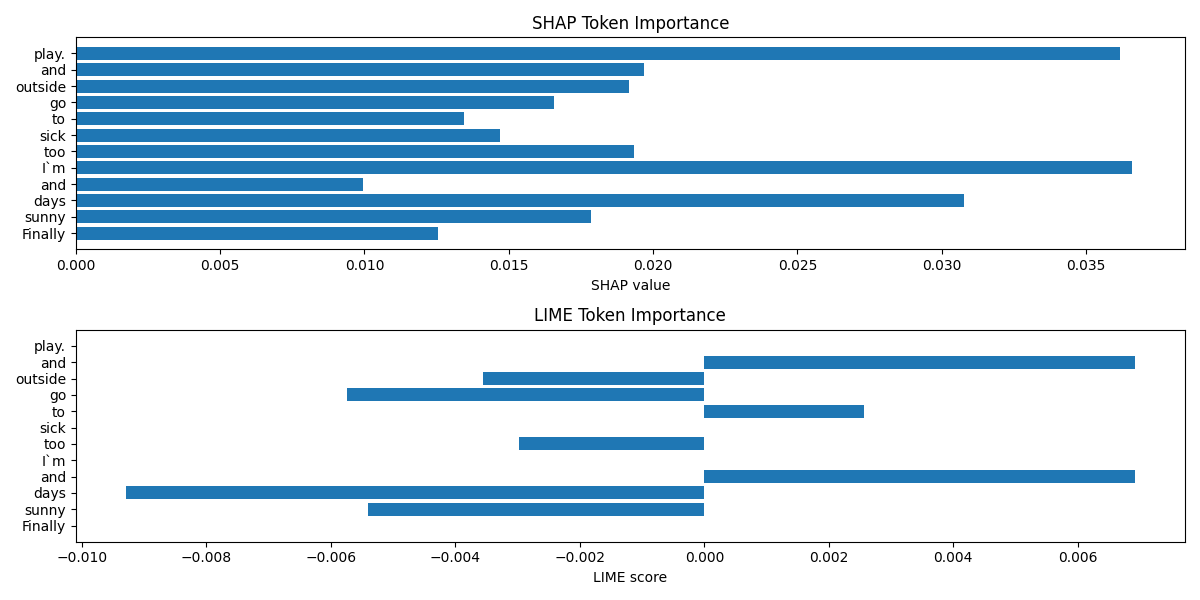 SHAP Token Importance
play.
and
outside
go
to
sick
too
I`m
and
days
sunny
Finally
0.000 0.005 0.010 0.015 0.020 0.025 0.030 0.035
SHAP value
LIME Token Importance
play.
and
outside
go
to
sick
too
I`m
and
days
sunny
Finally
−0.010 −0.008 −0.006 −0.004 −0.002 0.000 0.002 0.004 0.006
LIME score